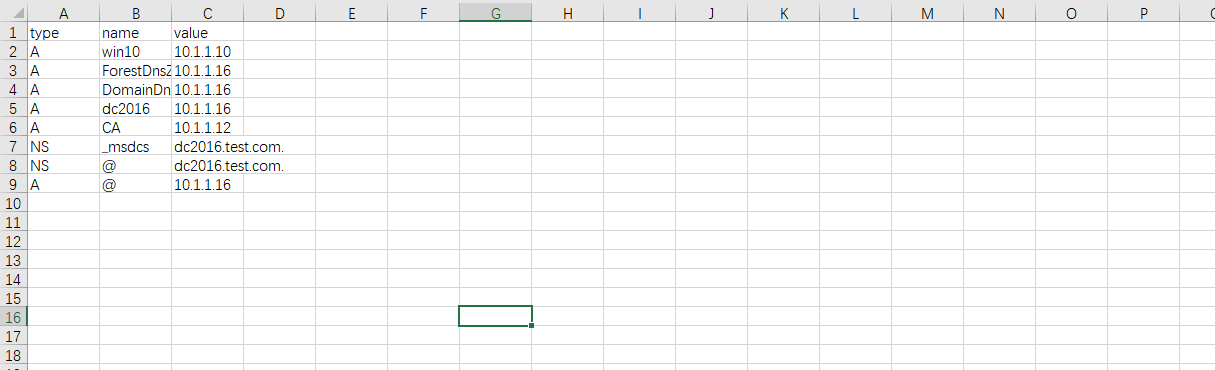 A B C D E F G H I J K L M N O P
1 type name value
2 A win10 10.1.1.10
3 A ForestDnsZ 10.1.1.16
4 A DomainDn 10.1.1.16
5 A dc2016 10.1.1.16
6 A CA 10.1.1.12
7 NS _msdcs dc2016.test.com.
8 NS @ dc2016.test.com.
9 A @ 10.1.1.16
10
11
12
13
14
15
16
17
18